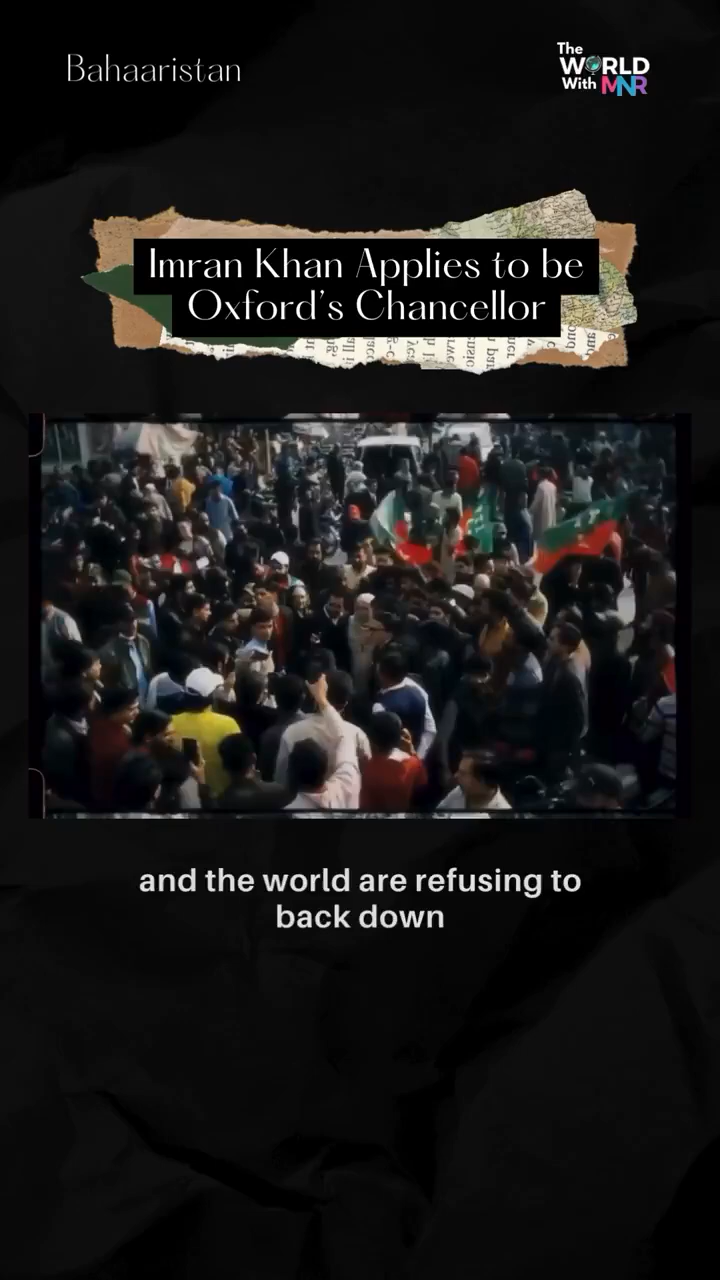 Bahaaristan
The
WORLD
With MNR
Imran Khan Applies to be
Oxford's Chancellor
and the world are refusing to
back down